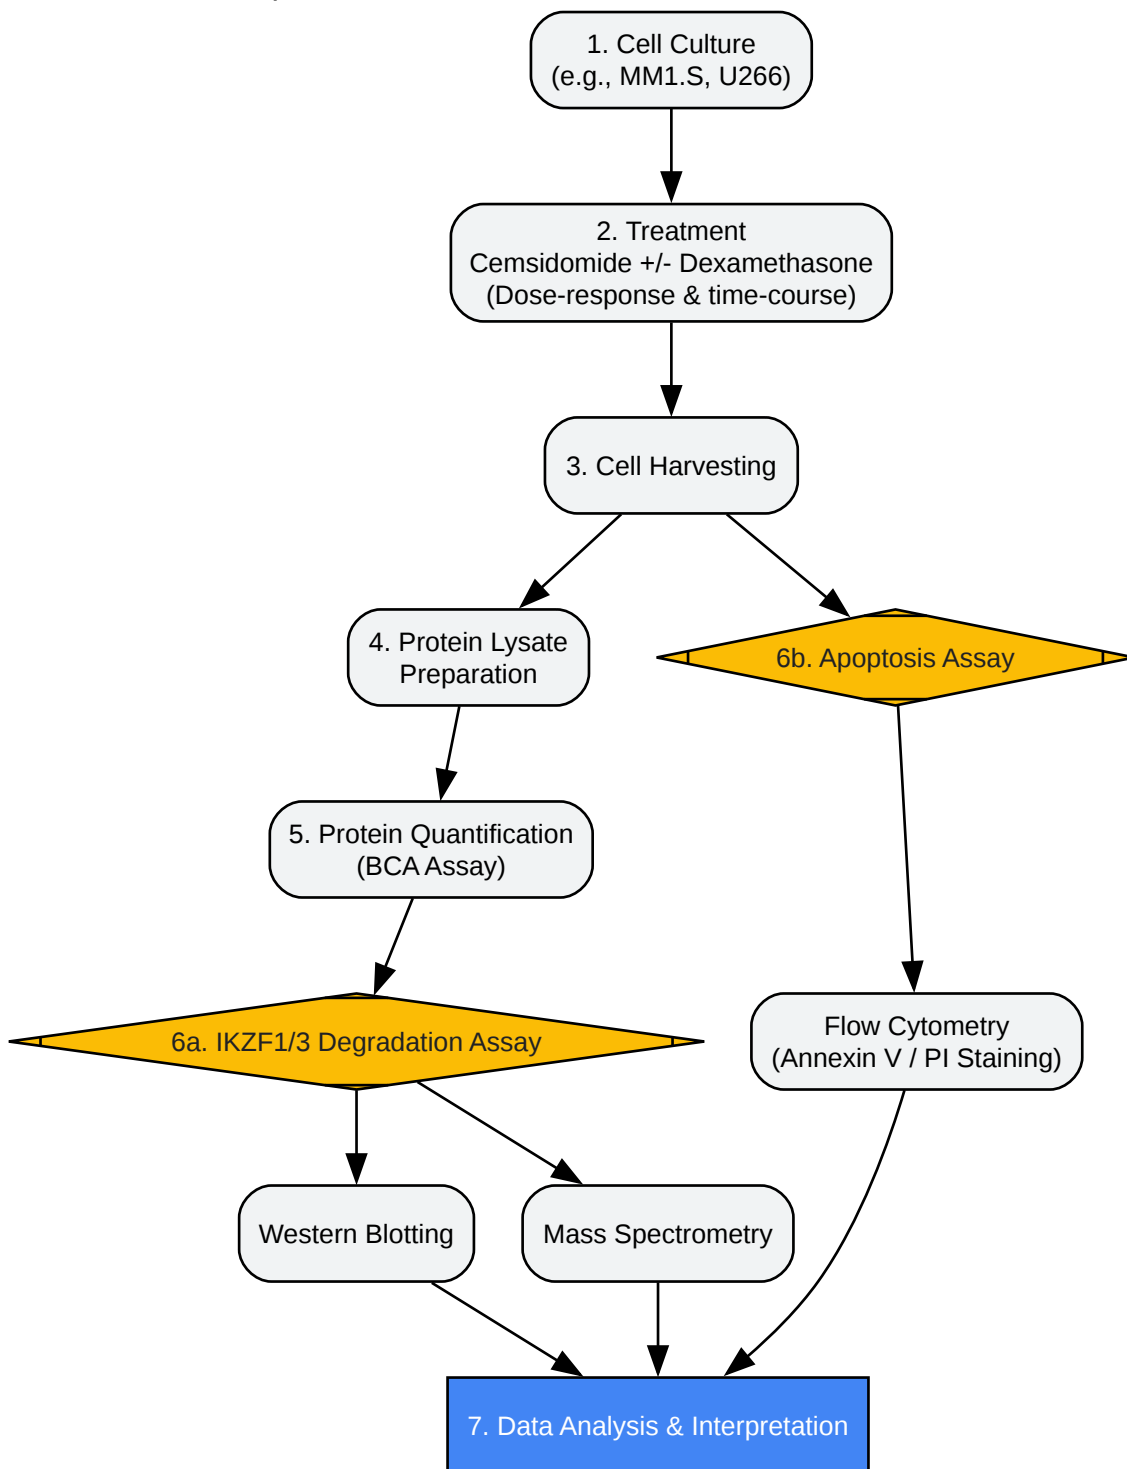 1. Cell Culture
(e.g., MM1.S, U266)
2. Treatment
Cemsidomide +/- Dexamethasone
(Dose-response & time-course)
3. Cell Harvesting
4. Protein Lysate
Preparation
6b. Apoptosis Assay
5. Protein Quantification
(BCA Assay)
6a. IKZF1/3 Degradation Assay
Flow Cytometry
(Annexin V / PI Staining)
Western Blotting
Mass Spectrometry
7. Data Analysis & Interpretation